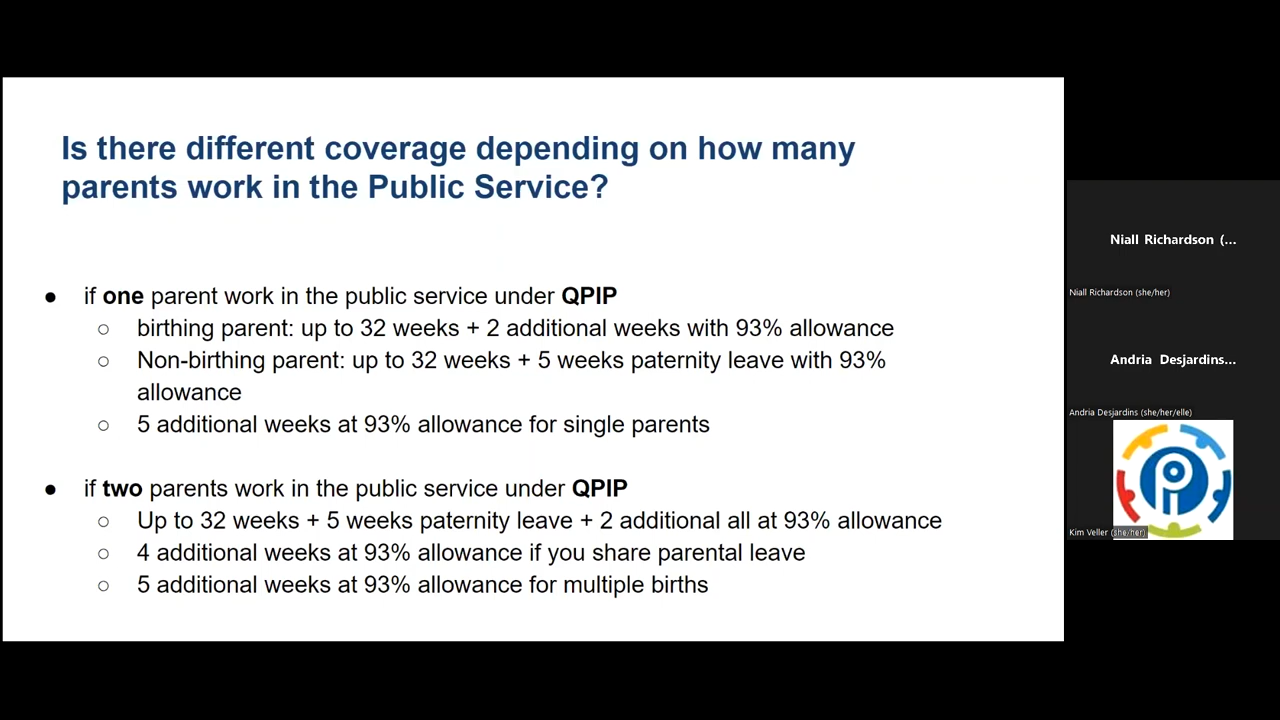 Is there different coverage depending on how many
parents work in the Public Service?
● if one parent work in the public service under QPIP
○ birthing parent: up to 32 weeks + 2 additional weeks with 93% allowance
○ Non-birthing parent: up to 32 weeks + 5 weeks paternity leave with 93%
allowance
○ 5 additional weeks at 93% allowance for single parents
● if two parents work in the public service under QPIP
○ Up to 32 weeks + 5 weeks paternity leave + 2 additional all at 93% allowance
○ 4 additional weeks at 93% allowance if you share parental leave
○ 5 additional weeks at 93% allowance for multiple births
Niall Richardson (...
Niall Richardson (she/her)
Andria Desjardins...
Andria Desjardins (she/her/elle)
Kim Veller (she/her)